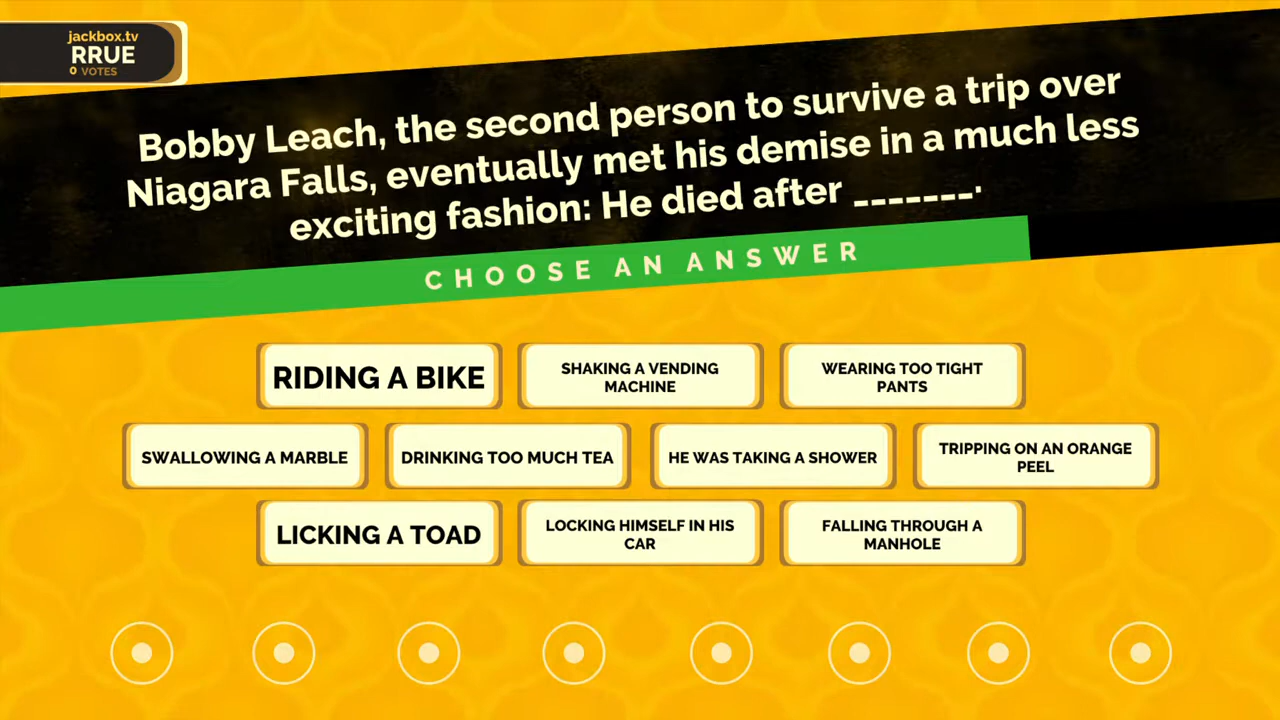 jackbox.tv
RRUE
0 VOTES
Bobby Leach, the second person to survive a trip over
Niagara Falls, eventually met his demise in a much less
exciting fashion: He died after _______.
CHOOSE AN ANSWER
RIDING A BIKE
SHAKING A VENDING
MACHINE
WEARING TOO TIGHT
PANTS
SWALLOWING A MARBLE
DRINKING TOO MUCH TEA
HE WAS TAKING A SHOWER
TRIPPING ON AN ORANGE
PEEL
LICKING A TOAD
LOCKING HIMSELF IN HIS
CAR
FALLING THROUGH A
MANHOLE